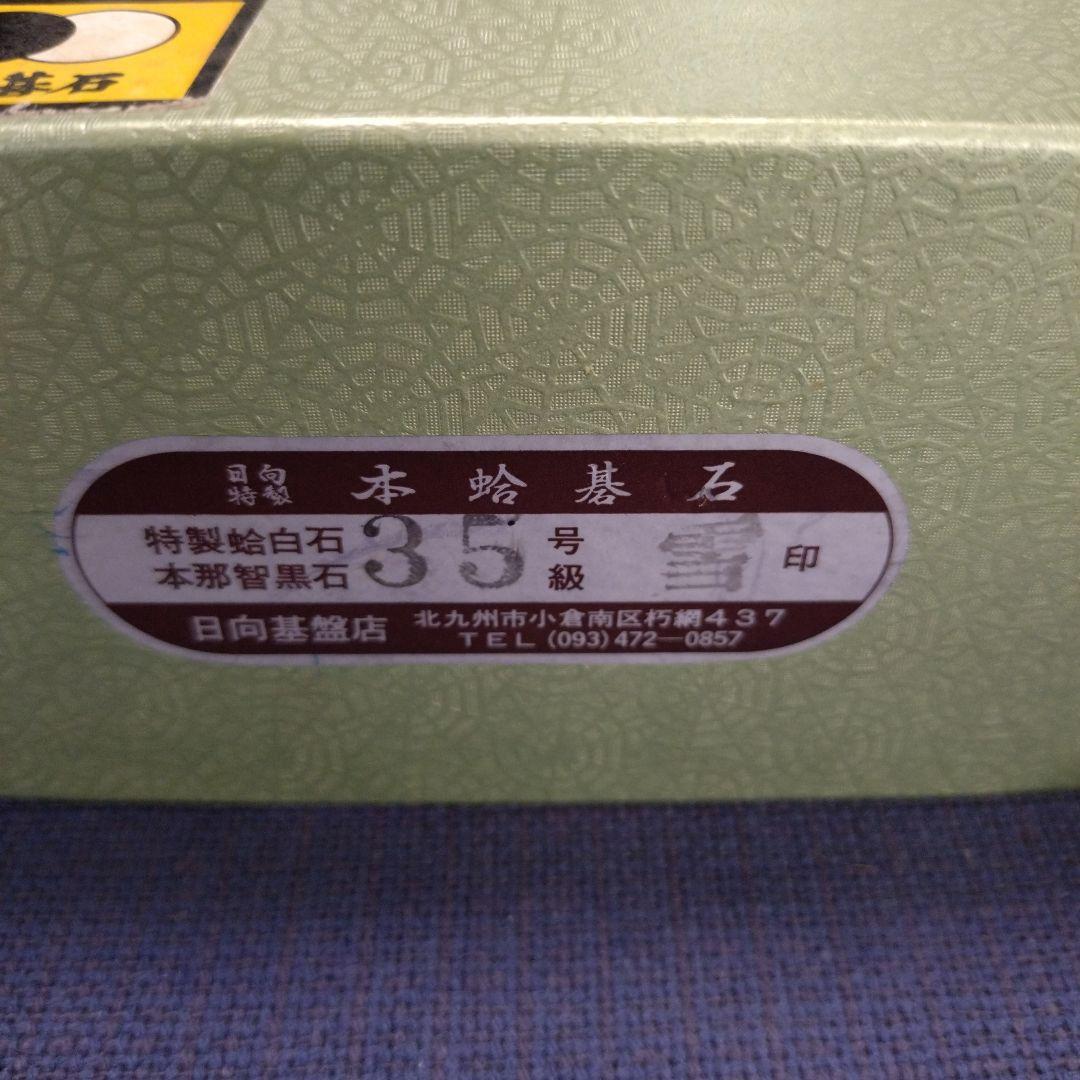 碁石
日向特製 本蛤碁石
特製蛤白石 35 号
本那智黒石 級 雪 印
日向基盤店 北九州市小倉南区朽網437
TEL (093)472-0857